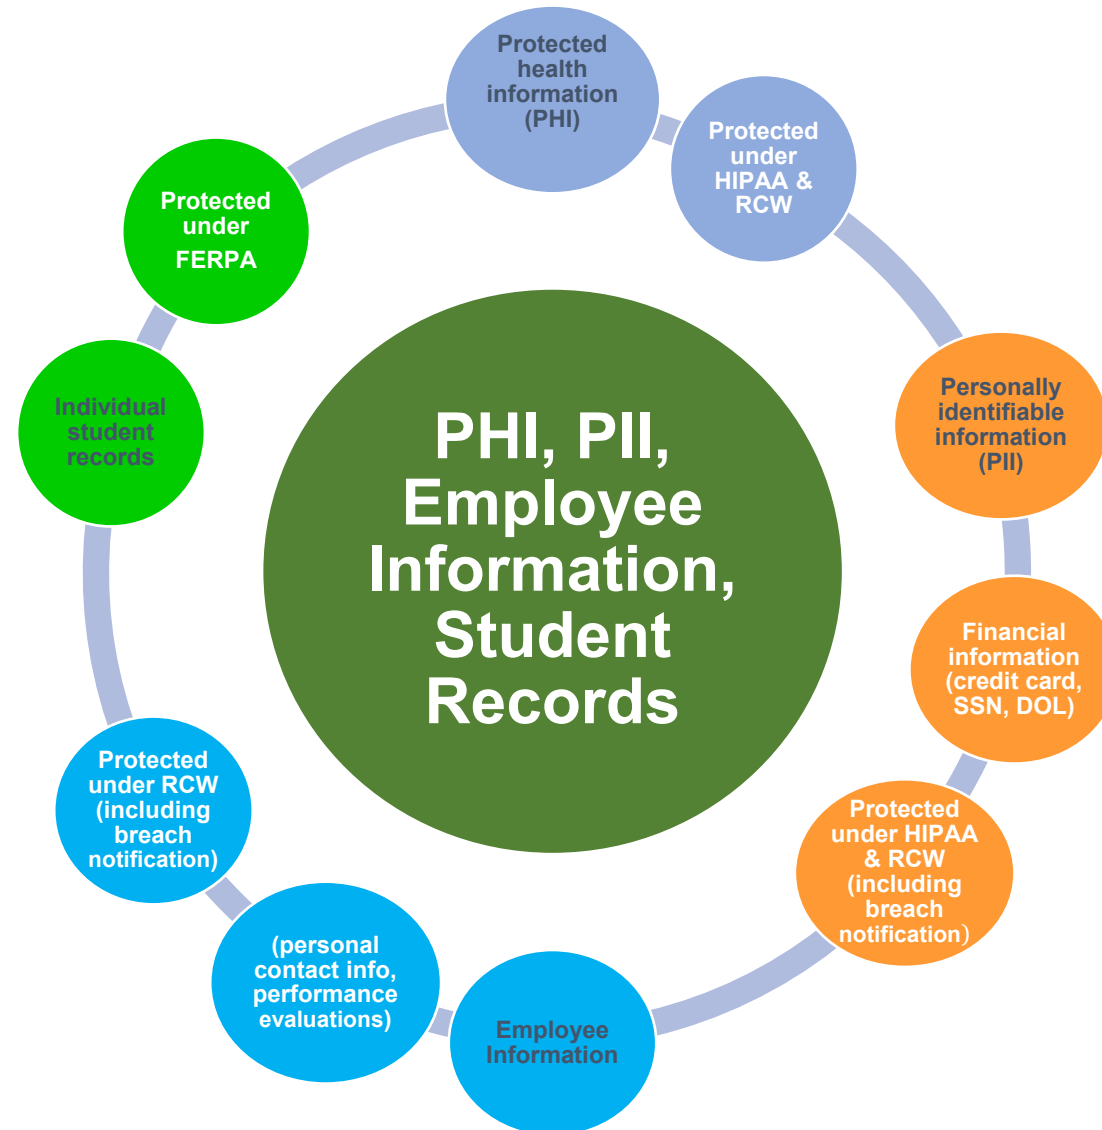 Protected
health
information
(PHI)
Protected
under
HIPAA &
RCW
Personally
identifiable
information
(PII)
Financial
information
(credit card,
SSN, DOL)
Protected
under HIPAA
& RCW
(including
breach
notification)
Employee
Information
(personal
contact info,
performance
evaluations)
Protected
under RCW
(including
breach
notification)
Individual
student
records
Protected
under
FERPA
PHI, PII,
Employee
Information,
Student
Records